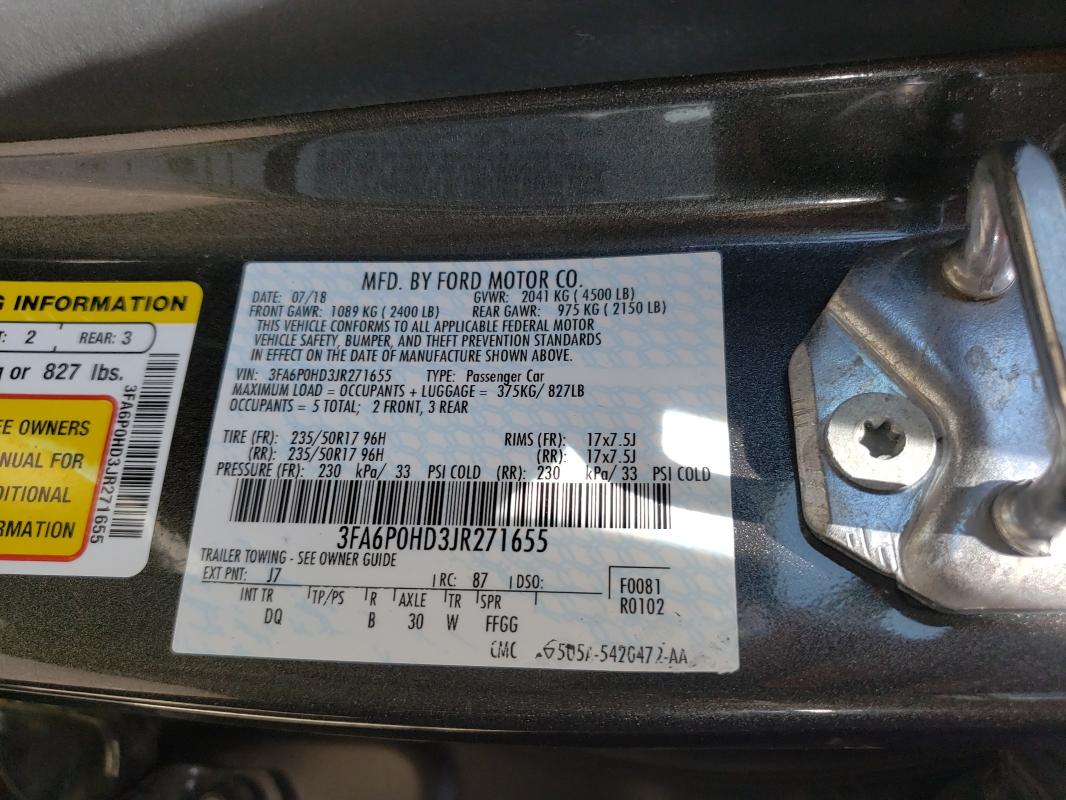 G INFORMATION
T: 2 REAR: 3
g or 827 lbs.
EE OWNERS
NUAL FOR
DITIONAL
RMATION
3FA6P0HD3JR271655
MFD. BY FORD MOTOR CO.
DATE: 07/18 GVWR: 2041 KG ( 4500 LB)
FRONT GAWR: 1089 KG ( 2400 LB) REAR GAWR: 975 KG ( 2150 LB)
THIS VEHICLE CONFORMS TO ALL APPLICABLE FEDERAL MOTOR
VEHICLE SAFETY, BUMPER, AND THEFT PREVENTION STANDARDS
IN EFFECT ON THE DATE OF MANUFACTURE SHOWN ABOVE.
VIN: 3FA6P0HD3JR271655 TYPE: Passenger Car
MAXIMUM LOAD = OCCUPANTS + LUGGAGE = 375KG/ 827LB
OCCUPANTS = 5 TOTAL; 2 FRONT, 3 REAR
TIRE (FR): 235/50R17 96H RIMS (FR): 17x7.5J
(RR): 235/50R17 96H (RR): 17x7.5J
PRESSURE (FR): 230 kPa/ 33 PSI COLD (RR): 230 kPa/ 33 PSI COLD
3FA6P0HD3JR271655
TRAILER TOWING - SEE OWNER GUIDE
EXT PNT: J7 RC: 87 DSO: F0081
INT TR TP/PS R AXLE TR SPR R0102
DQ B 30 W FFGG
CMC